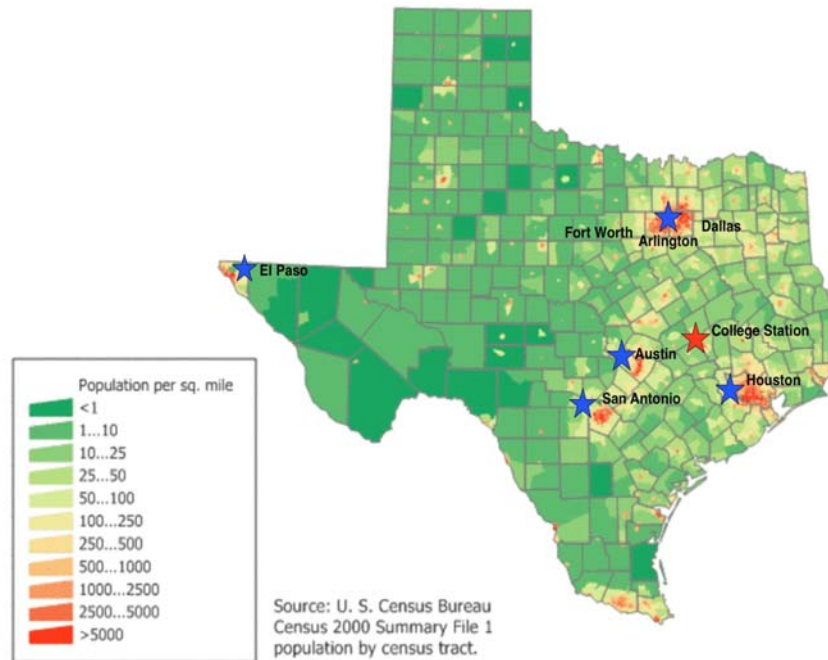 Fort Worth
Dallas
Arlington
El Paso
College Station
Austin
Houston
San Antonio
Population per sq. mile
<1
1...10
10...25
25...50
50...100
100...250
250...500
500...1000
1000...2500
2500...5000
>5000
Source: U. S. Census Bureau
Census 2000 Summary File 1
population by census tract.